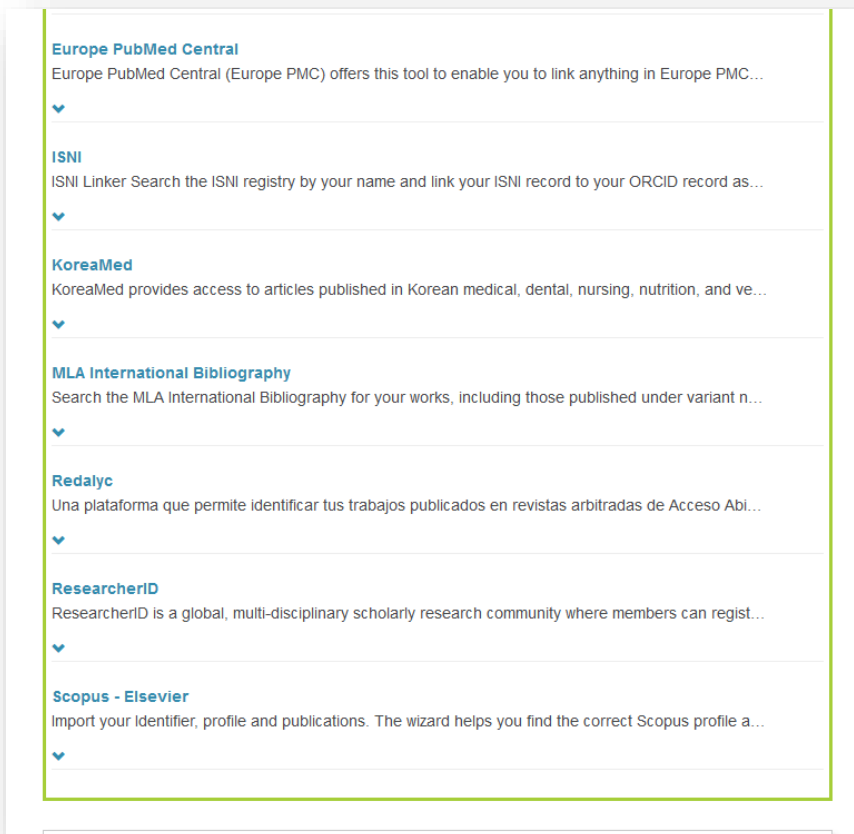 Europe PubMed Central
Europe PubMed Central (Europe PMC) offers this tool to enable you to link anything in Europe PMC…
ISNI
ISNI Linker Search the ISNI registry by your name and link your ISNI record to your ORCID record as…
KoreaMed
KoreaMed provides access to articles published in Korean medical, dental, nursing, nutrition, and ve…
MLA International Bibliography
Search the MLA International Bibliography for your works, including those published under variant n…
Redalyc
Una plataforma que permite identificar tus trabajos publicados en revistas arbitradas de Acceso Abi…
ResearcherID
ResearcherID is a global, multi-disciplinary scholarly research community where members can regist…
Scopus - Elsevier
Import your Identifier, profile and publications. The wizard helps you find the correct Scopus profile a…